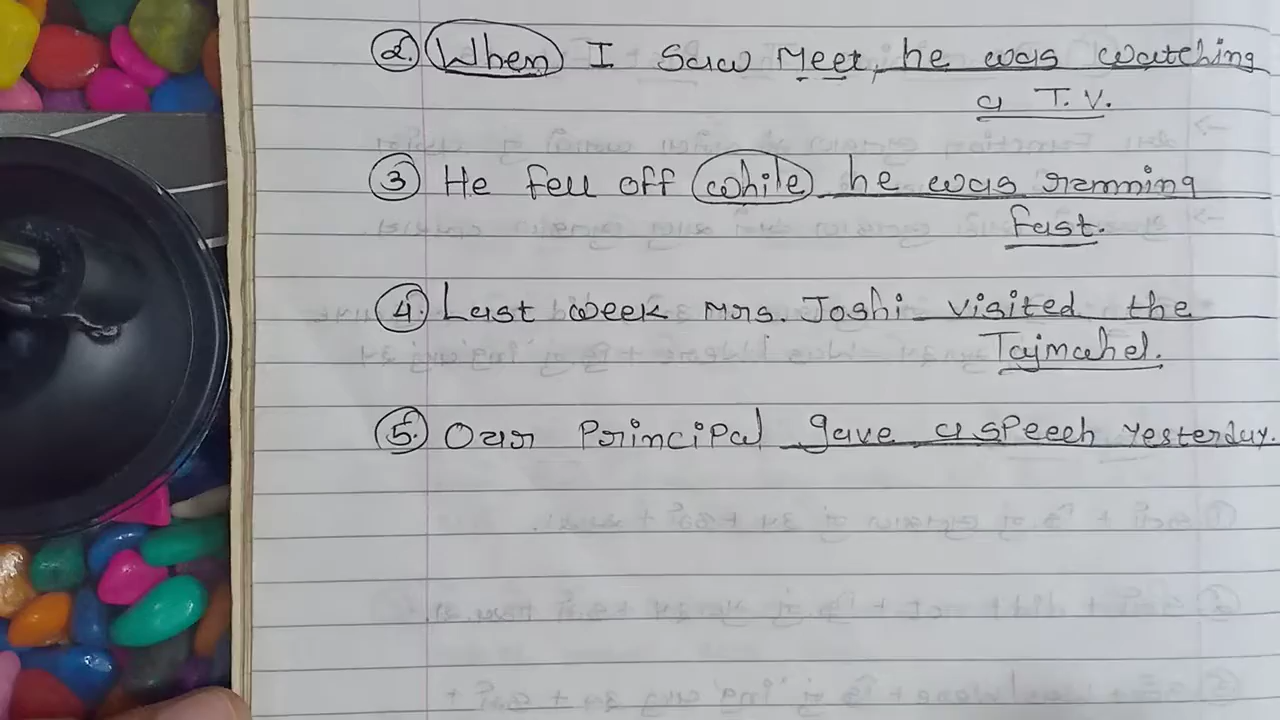 2. When I saw Meet, he was watching
a T.V.
3 He fell off while he was running
fast.
4. Last week Mrs. Joshi visited the
Tajmahel.
5. Our Principal gave a speech yesterday.